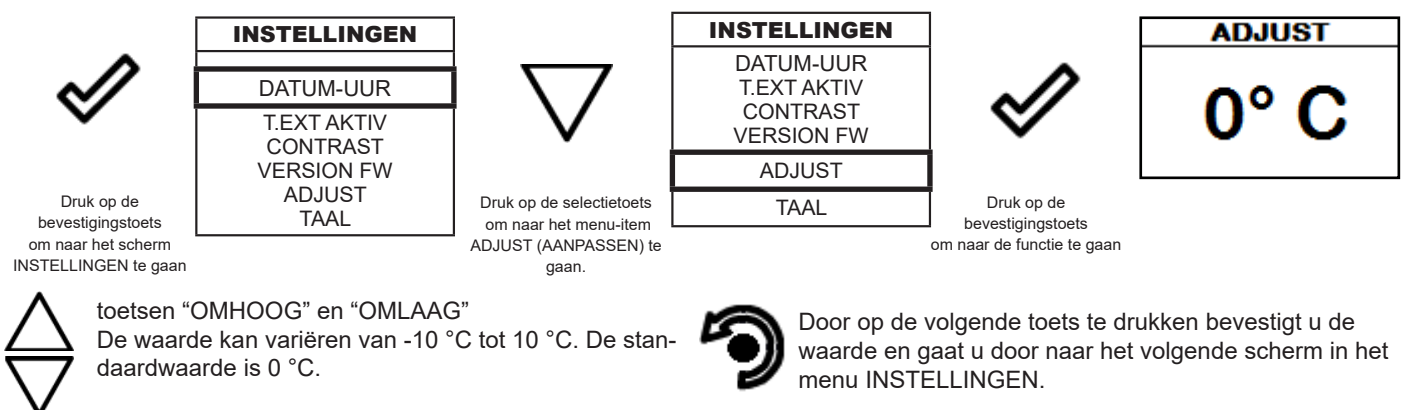 INSTELLINGEN
DATUM-UUR
T.EXT AKTIV
CONTRAST
VERSION FW
ADJUST
TAAL
Druk op de
bevestigingstoets
om naar het scherm
INSTELLINGEN te gaan
Druk op de selectietoets
om naar het menu-item
ADJUST (AANPASSEN) te
gaan.
INSTELLINGEN
DATUM-UUR
T.EXT AKTIV
CONTRAST
VERSION FW
ADJUST
TAAL
Druk op de
bevestigingstoets
om naar de functie te gaan
ADJUST
0° C
toetsen “OMHOOG” en “OMLAAG”
De waarde kan variëren van -10 °C tot 10 °C. De stan-
daardwaarde is 0 °C.
Door op de volgende toets te drukken bevestigt u de
waarde en gaat u door naar het volgende scherm in het
menu INSTELLINGEN.